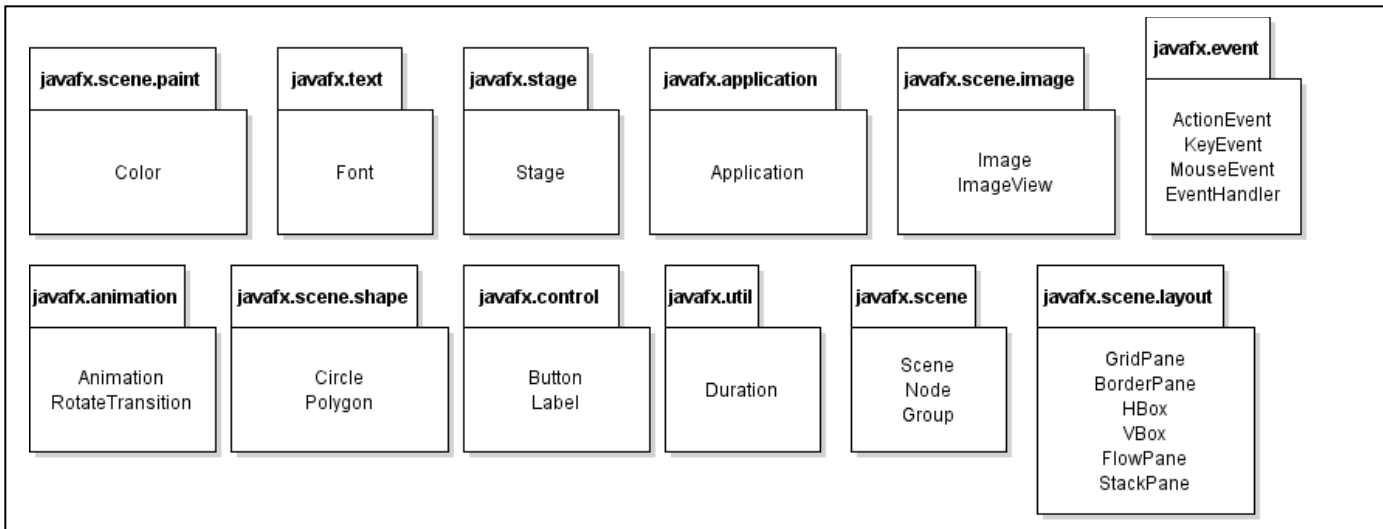 javafx.scene.paint
Color
javafx.text
Font
javafx.stage
Stage
javafx.application
Application
javafx.scene.image
Image
ImageView
javafx.event
ActionEvent
KeyEvent
MouseEvent
EventHandler
javafx.animation
Animation
RotateTransition
javafx.scene.shape
Circle
Polygon
javafx.control
Button
Label
javafx.util
Duration
javafx.scene
Scene
Node
Group
javafx.scene.layout
GridPane
BorderPane
HBox
VBox
FlowPane
StackPane